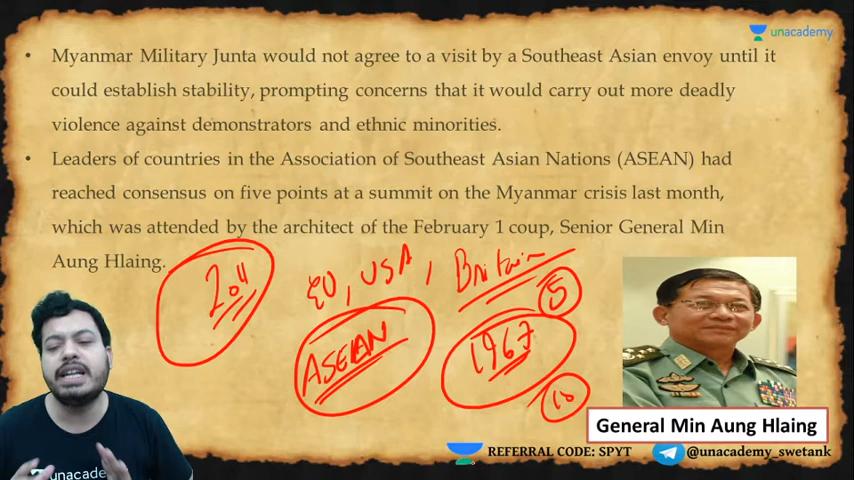 unacademy
• Myanmar Military Junta would not agree to a visit by a Southeast Asian envoy until it
could establish stability, prompting concerns that it would carry out more deadly
violence against demonstrators and ethnic minorities.
• Leaders of countries in the Association of Southeast Asian Nations (ASEAN) had
reached consensus on five points at a summit on the Myanmar crisis last month,
which was attended by the architect of the February 1 coup, Senior General Min
Aung Hlaing.
EU, USA, Britain
5
ASEAN
1967
10
General Min Aung Hlaing
REFERRAL CODE: SPYT
@unacademy_swetank
unacademy